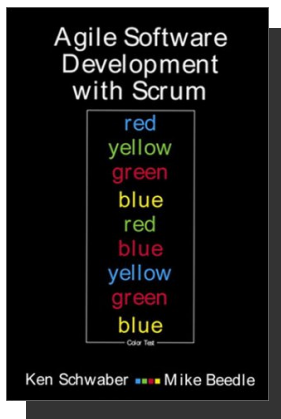 Agile Software
Development
with Scrum
red
yellow
green
blue
red
blue
yellow
green
blue
Color Test
Ken Schwaber Mike Beedle